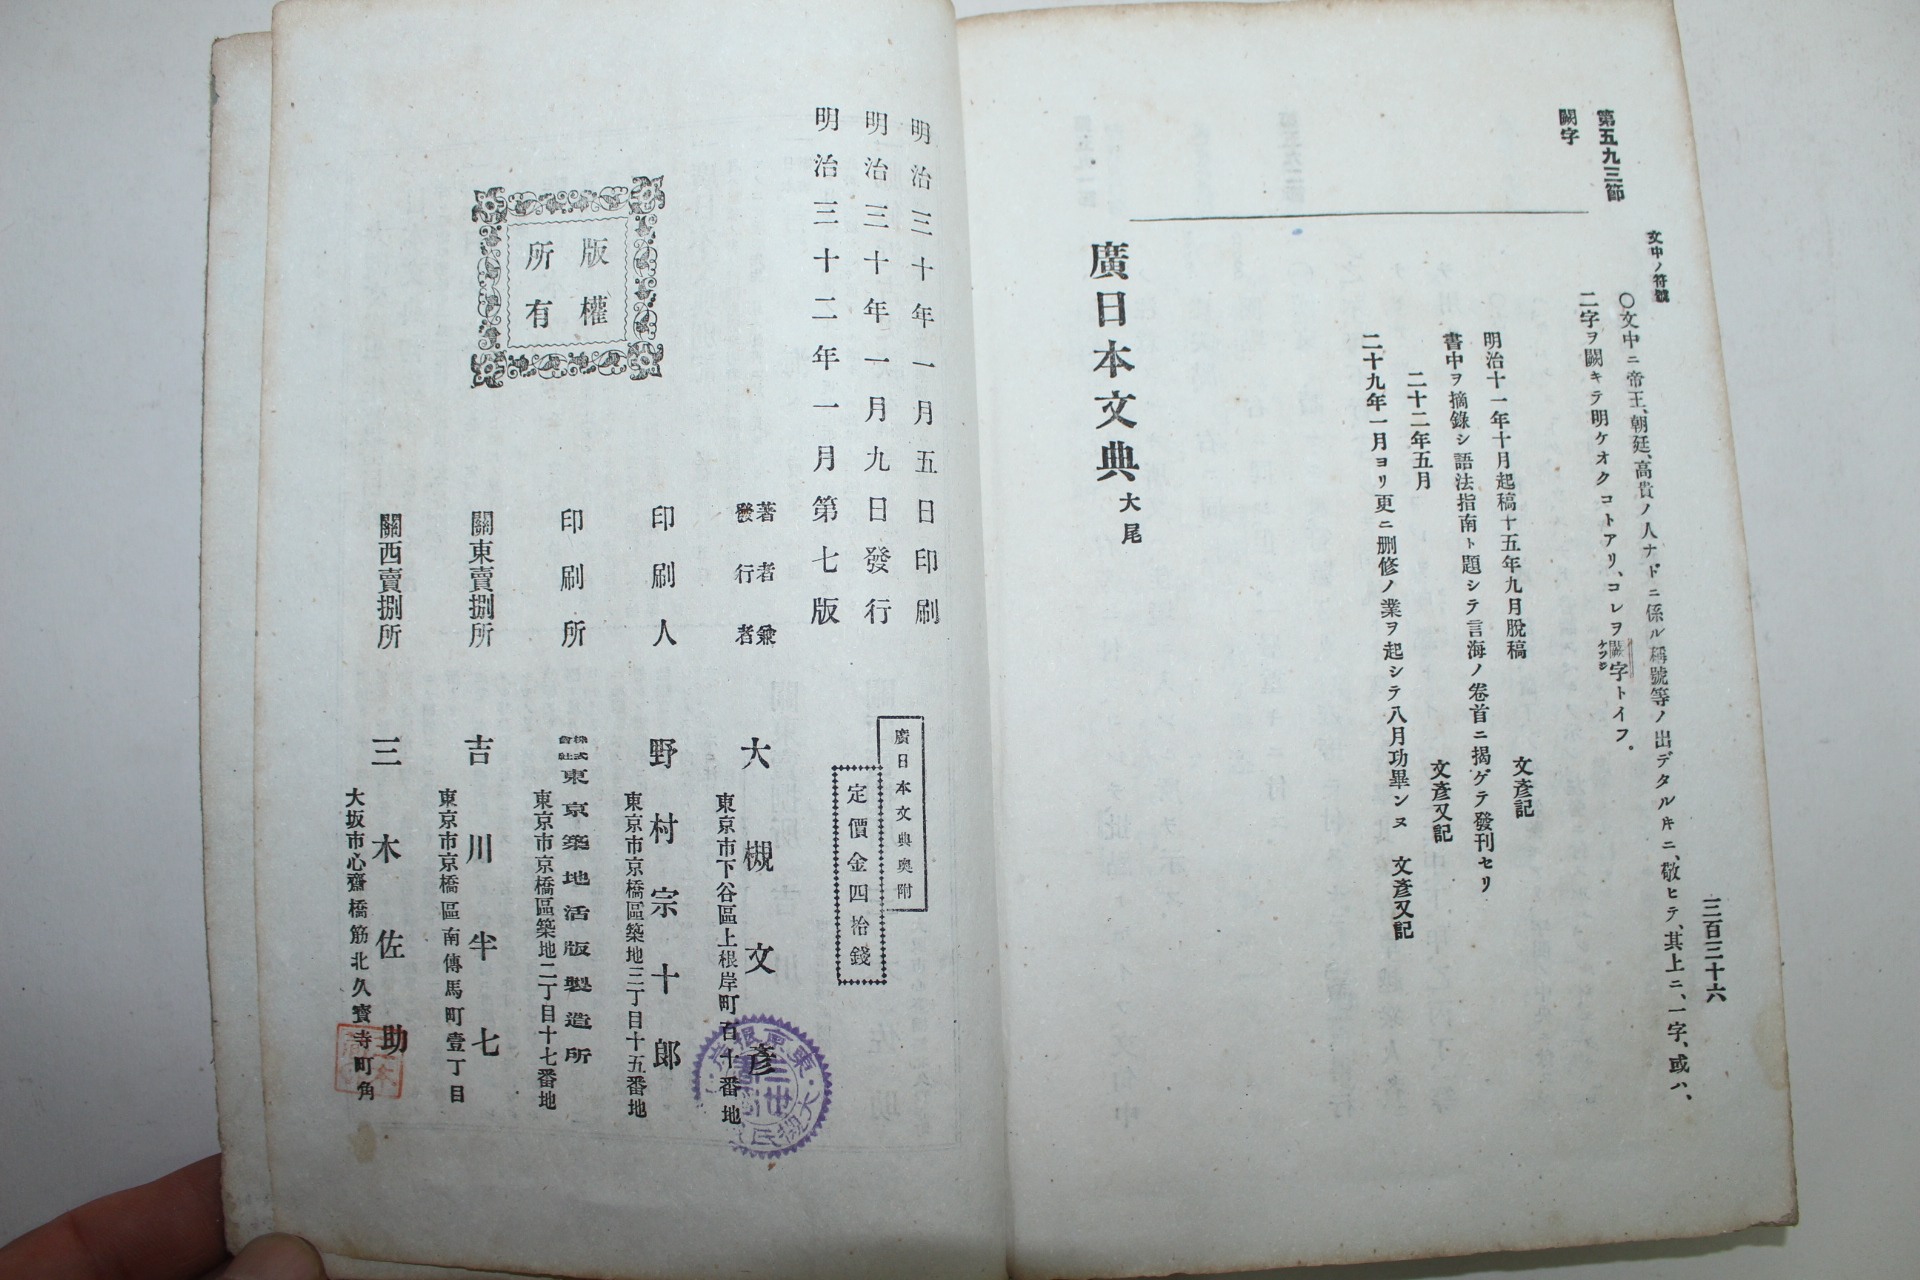 三百三十六
文中ノ符號
第五九三節
闕字
〇文中ニ帝王、朝廷、高貴ノ人ナドニ係ル稱號等ノ出デタルキニ、敬ヒテ、其上ニ、一字、或ハ、
二字ヲ闕キテ明ケオクコトアリ、コレヲ闕字トイフ。
ケツジ
明治十一年十月起稿十五年九月脫稿 文彥記
書中ヲ摘錄シ語法指南ト題シテ言海ノ卷首ニ揭ゲテ發刊セリ
二十二年五月 文彥又記
二十九年一月ヨリ更ニ删修ノ業ヲ起シテ八月功畢ンヌ 文彥又記
廣日本文典大尾
明治三十年一月五日印刷
明治三十年一月九日發行
明治三十二年一月第七版
版權
所有
廣日本文典奧附
定價金四拾錢
著者兼
發行者
大槻文彥
東京市下谷區上根岸町百十番地
印刷人
野村宗十郎
東京市京橋區築地三丁目十五番地
印刷所
株式會社東京築地活版製造所
東京市京橋區築地二丁目十七番地
關東賣捌所
吉川半七
東京市京橋區南傳馬町壹丁目
關西賣捌所
三木佐助
大坂市心齋橋筋北久寶寺町角